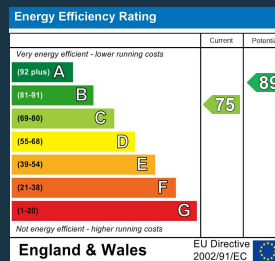 Energy Efficiency Rating
Current
Very energy efficient - lower running costs
(92 plus) A
(81-91) B
89
(69-80) C
75
(55-68) D
(39-54) E
(21-38) F
(1-20) G
Not energy efficient - higher running costs
England & Wales
EU Directive
2002/91/EC